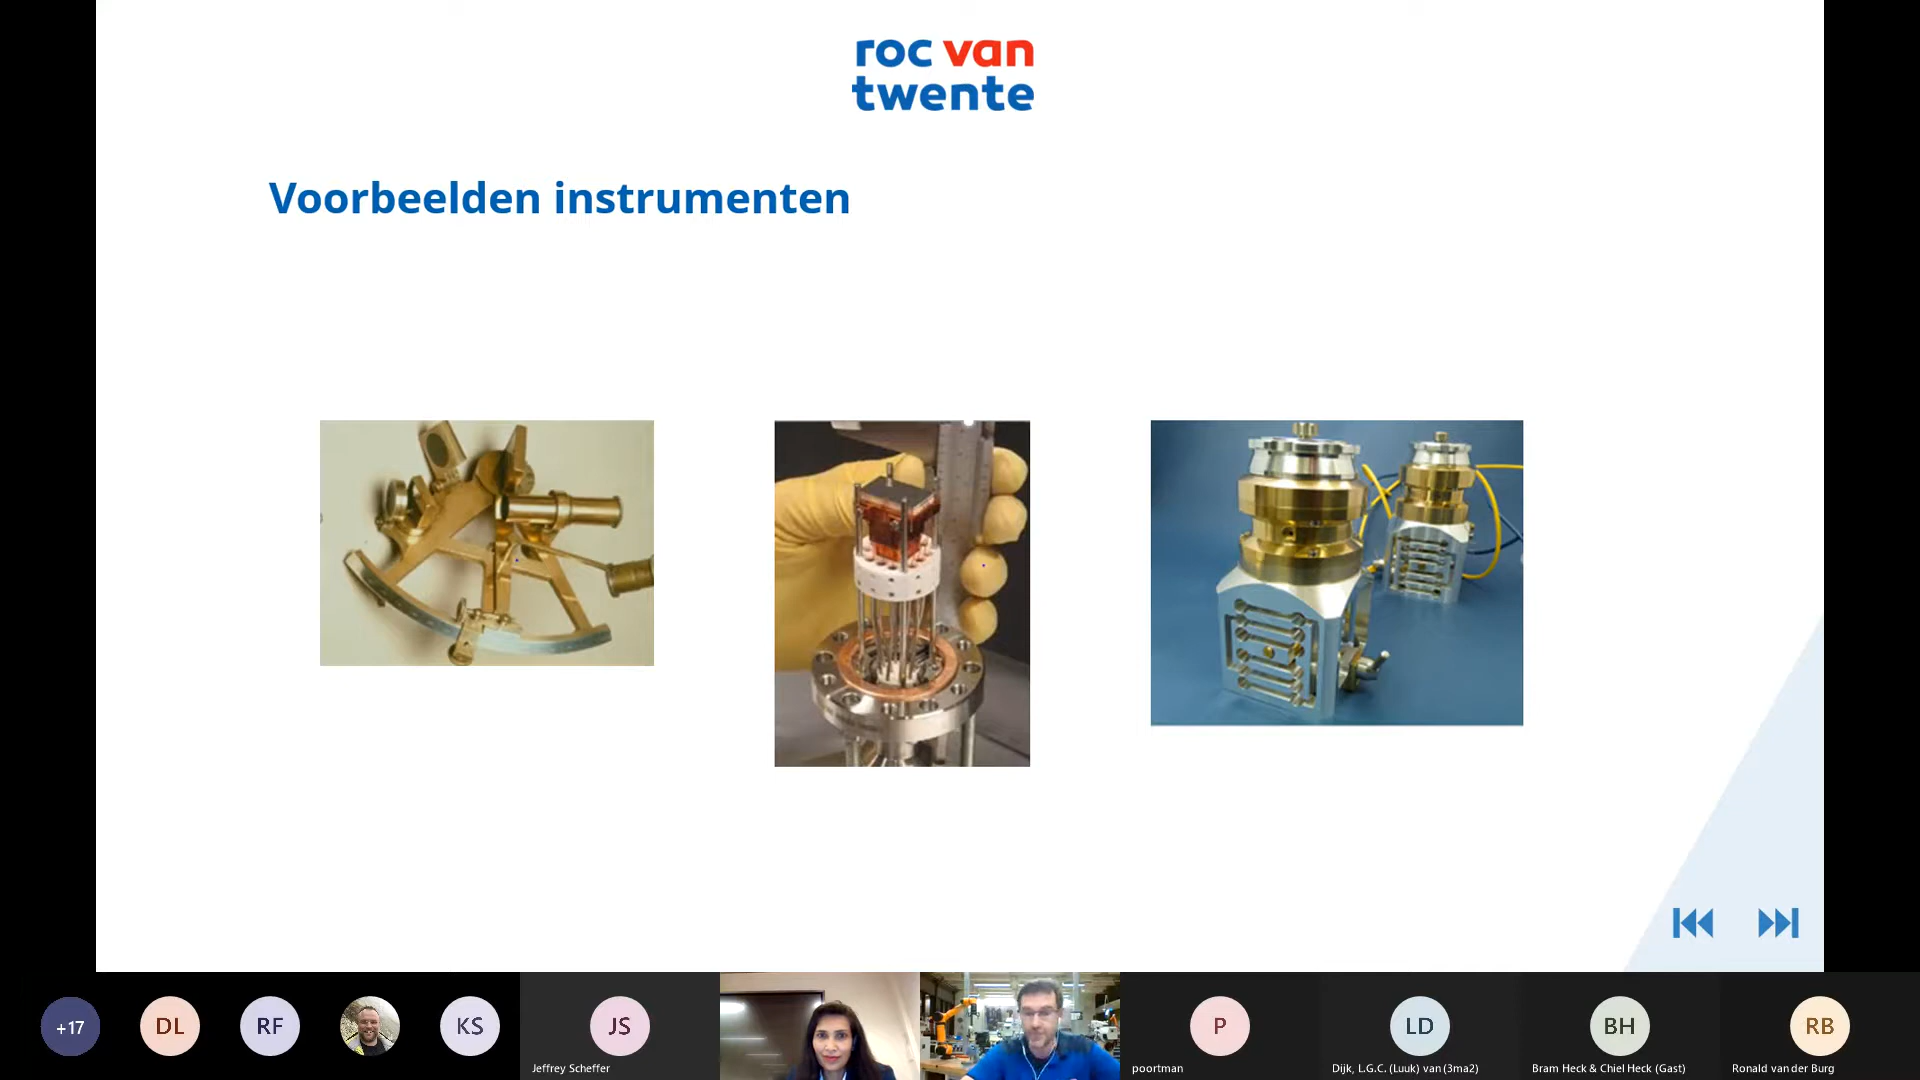 roc van
twente
Voorbeelden instrumenten
+17
DL
RF
KS
JS
P
LD
BH
RB
Jeffrey Scheffer
poortman
Dijk, L.G.C. (Luuk) van (3ma2)
Bram Heck & Chiel Heck (Gast)
Ronald van der Burg